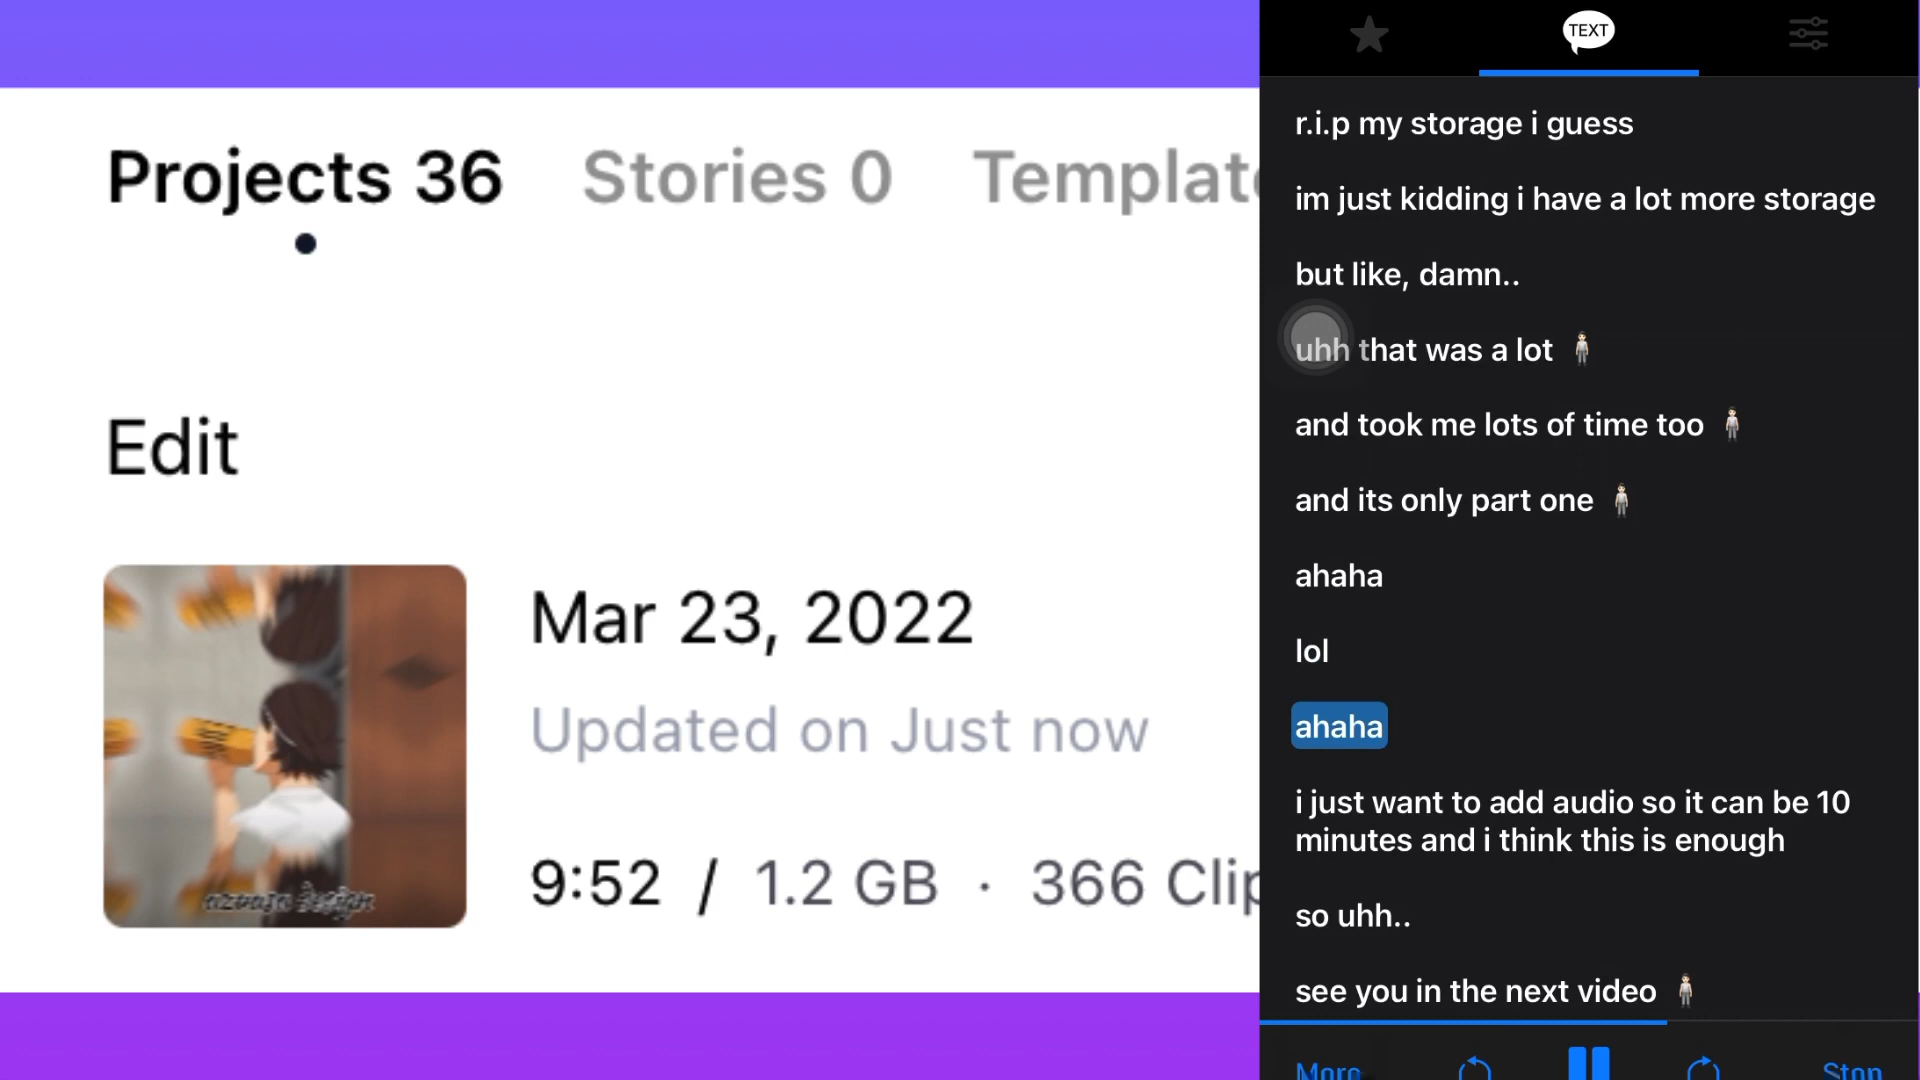 Projects 36 Stories 0 Templat
Edit
Mar 23, 2022
Updated on Just now
9:52 / 1.2 GB · 366 Clip
TEXT
r.i.p my storage i guess
im just kidding i have a lot more storage
but like, damn..
uhh that was a lot 🧍🏻
and took me lots of time too 🧍🏻
and its only part one 🧍🏻
ahaha
lol
ahaha
i just want to add audio so it can be 10
minutes and i think this is enough
so uhh..
see you in the next video 🧍🏻
More Stop